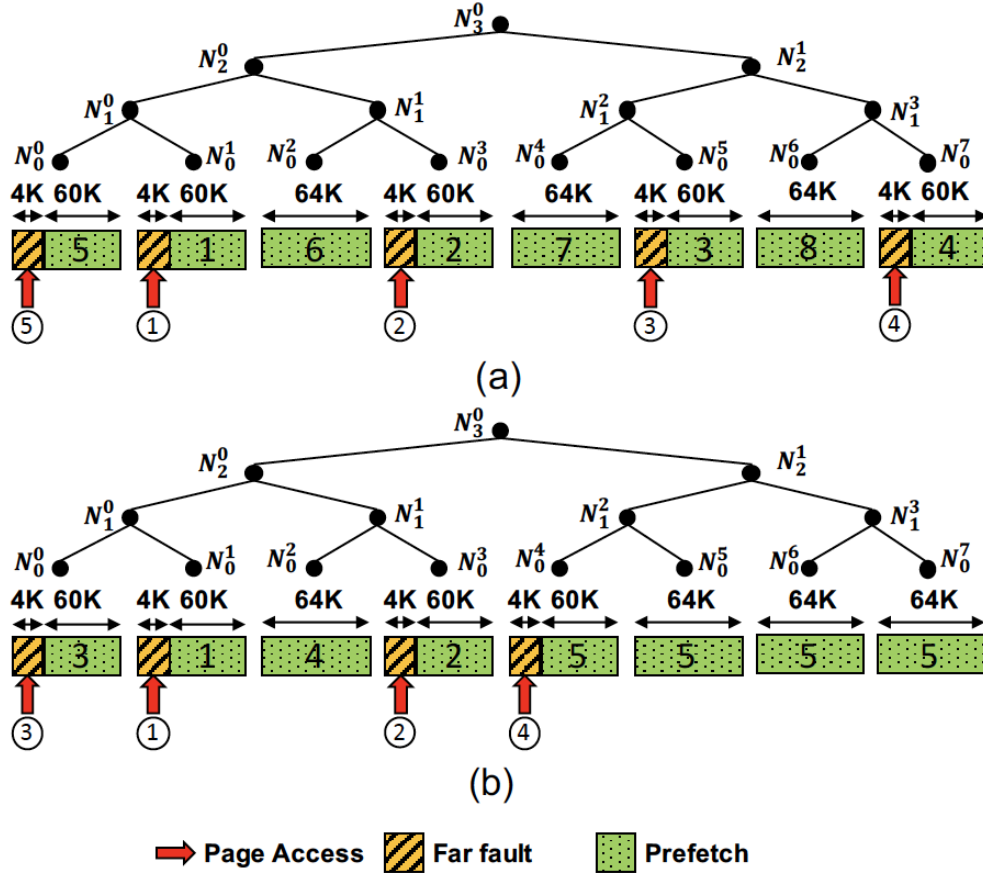 N₃⁰
N₂⁰ N₂¹
N₁⁰ N₁¹ N₁² N₁³
N₀⁰ N₀¹ N₀² N₀³ N₀⁴ N₀⁵ N₀⁶ N₀⁷
4K 60K 4K 60K 64K 4K 60K 64K 4K 60K 64K 4K 60K
5 1 6 2 7 3 8 4
⑤ ① ② ③ ④
(a)
N₃⁰
N₂⁰ N₂¹
N₁⁰ N₁¹ N₁² N₁³
N₀⁰ N₀¹ N₀² N₀³ N₀⁴ N₀⁵ N₀⁶ N₀⁷
4K 60K 4K 60K 64K 4K 60K 4K 60K 64K 64K 64K
3 1 4 2 5 5 5 5
③ ① ② ④
(b)
Page Access Far fault Prefetch